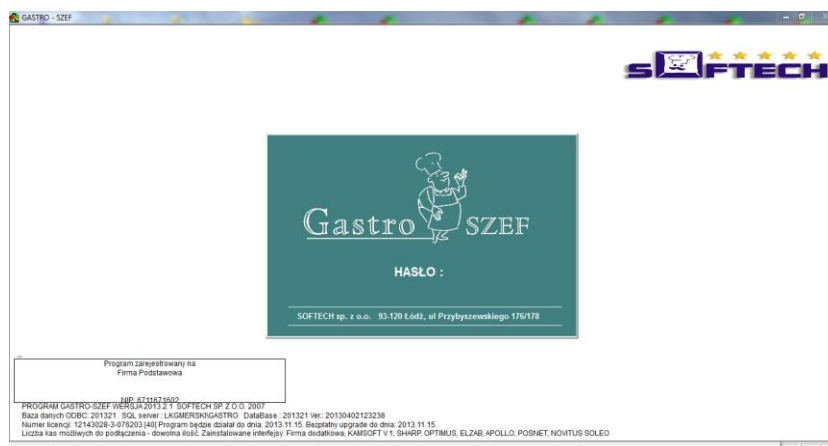 GASTRO - SZEF
SOFTECH
Gastro SZEF
HASŁO :
SOFTECH sp. z o.o. 93-120 Łódź, ul Przybyszewskiego 176/178
Program zarejestrowany na
Firma Podstawowa
NIP: 6711671602
PROGRAM GASTRO-SZEF WERSJA 2013.2.1 SOFTECH SP. Z O.O. 2007
Baza danych ODBC: 201321 SQL serwer : LKGMERSKI\GASTRO DataBase : 201321 Ver.: 20130402123238
Numer licencji: 12143028-3-076203 [40] Program będzie działał do dnia: 2013.11.15. Bezpłatny upgrade do dnia: 2013.11.15.
Liczba kas możliwych do podłączenia - dowolna ilość. Zainstalowane interfejsy: Firma dodatkowa, KAMSOFT V.1, SHARP, OPTIMUS, ELZAB, APOLLO, POSNET, NOVITUS SOLEO